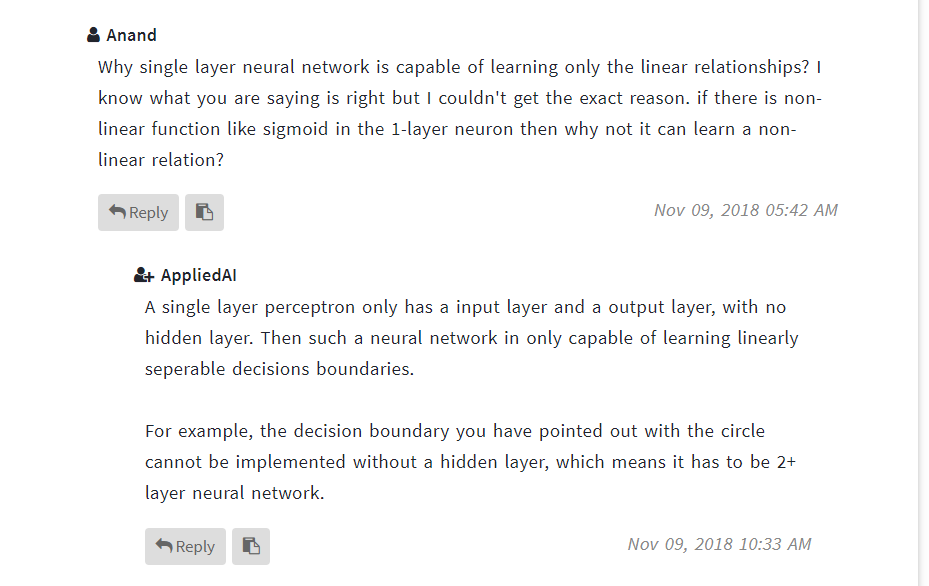 Anand
Why single layer neural network is capable of learning only the linear relationships? I
know what you are saying is right but I couldn't get the exact reason. if there is non-
linear function like sigmoid in the 1-layer neuron then why not it can learn a non-
linear relation?
Reply
Nov 09, 2018 05:42 AM
AppliedAI
A single layer perceptron only has a input layer and a output layer, with no
hidden layer. Then such a neural network in only capable of learning linearly
seperable decisions boundaries.
For example, the decision boundary you have pointed out with the circle
cannot be implemented without a hidden layer, which means it has to be 2+
layer neural network.
Reply
Nov 09, 2018 10:33 AM